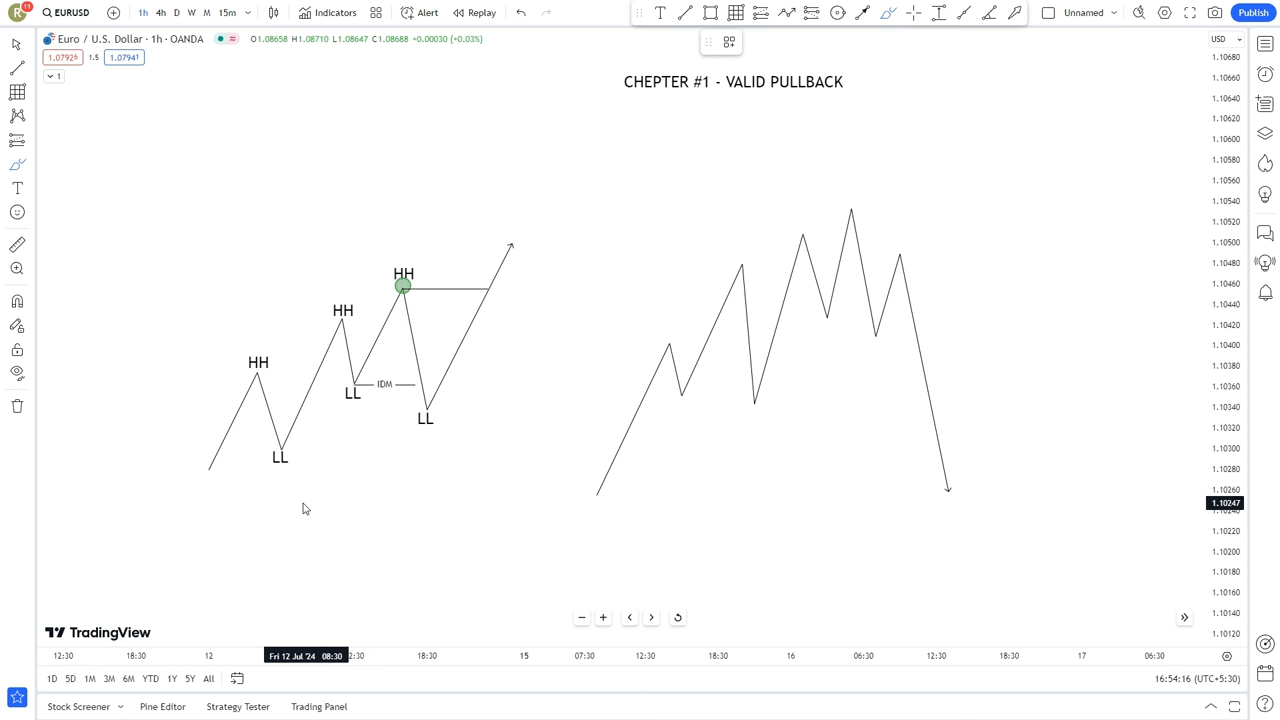 R 11 EURUSD 1h 4h D W M 15m Indicators Alert Replay Unnamed Publish
Euro / U.S. Dollar · 1h · OANDA O1.08658 H1.08710 L1.08647 C1.08688 +0.00030 (+0.03%) USD
1.07926 1.5 1.07941
1
CHEPTER #1 - VALID PULLBACK
1.10680
1.10660
1.10640
1.10620
1.10600
1.10580
1.10560
1.10540
1.10520
1.10500
1.10480
HH
1.10460
1.10440
HH
1.10420
1.10400
HH
1.10380
IDM
1.10360
LL
1.10340
LL
1.10320
1.10300
LL
1.10280
1.10260
1.10247
1.10240
1.10220
1.10200
1.10180
1.10160
1.10140
1.10120
TradingView
12:30 18:30 12 Fri 12 Jul '24 08:30 2:30 18:30 15 07:30 12:30 18:30 16 06:30 12:30 18:30 17 06:30
1D 5D 1M 3M 6M YTD 1Y 5Y All 16:54:16 (UTC+5:30)
Stock Screener Pine Editor Strategy Tester Trading Panel